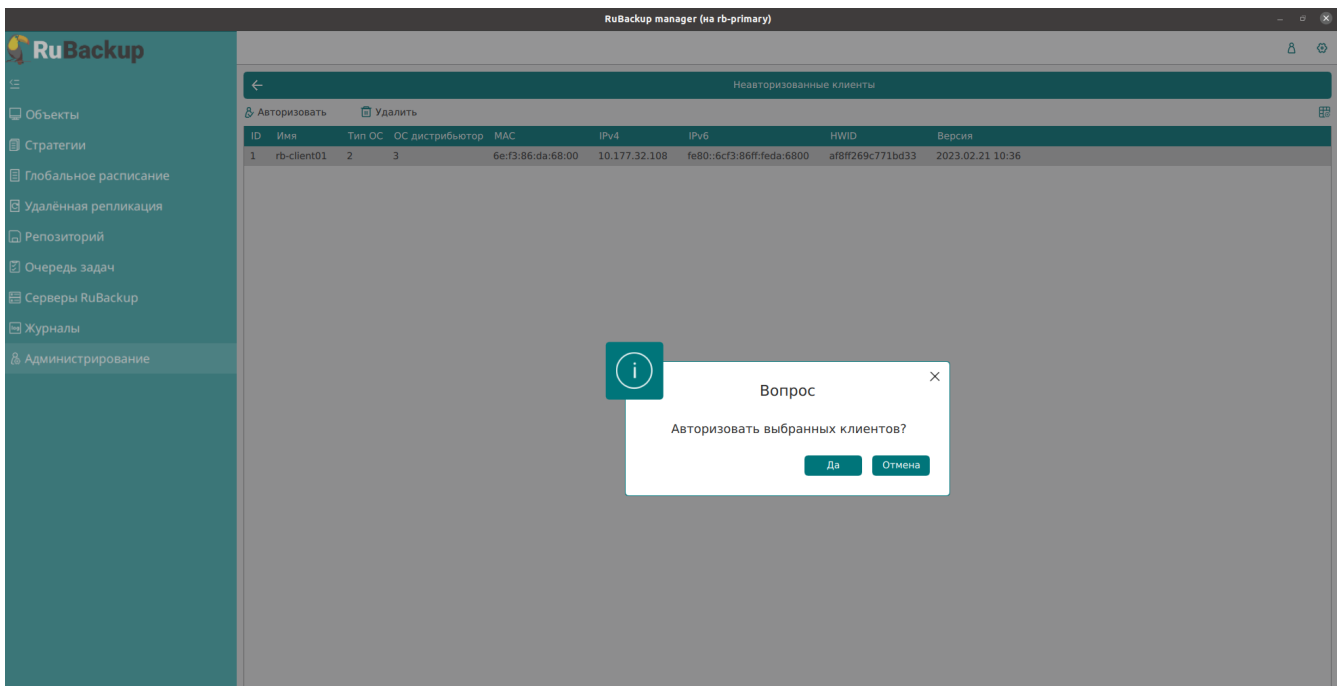 RuBackup manager (на rb-primary)
RuBackup
Объекты
Стратегии
Глобальное расписание
Удалённая репликация
Репозиторий
Очередь задач
Серверы RuBackup
Журналы
Администрирование
Неавторизованные клиенты
Авторизовать Удалить
ID Имя Тип ОС ОС дистрибьютор MAC IPv4 IPv6 HWID Версия
1 rb-client01 2 3 6e:f3:86:da:68:00 10.177.32.108 fe80::6cf3:86ff:feda:6800 af8ff269c771bd33 2023.02.21 10:36
Вопрос
Авторизовать выбранных клиентов?
Да Отмена